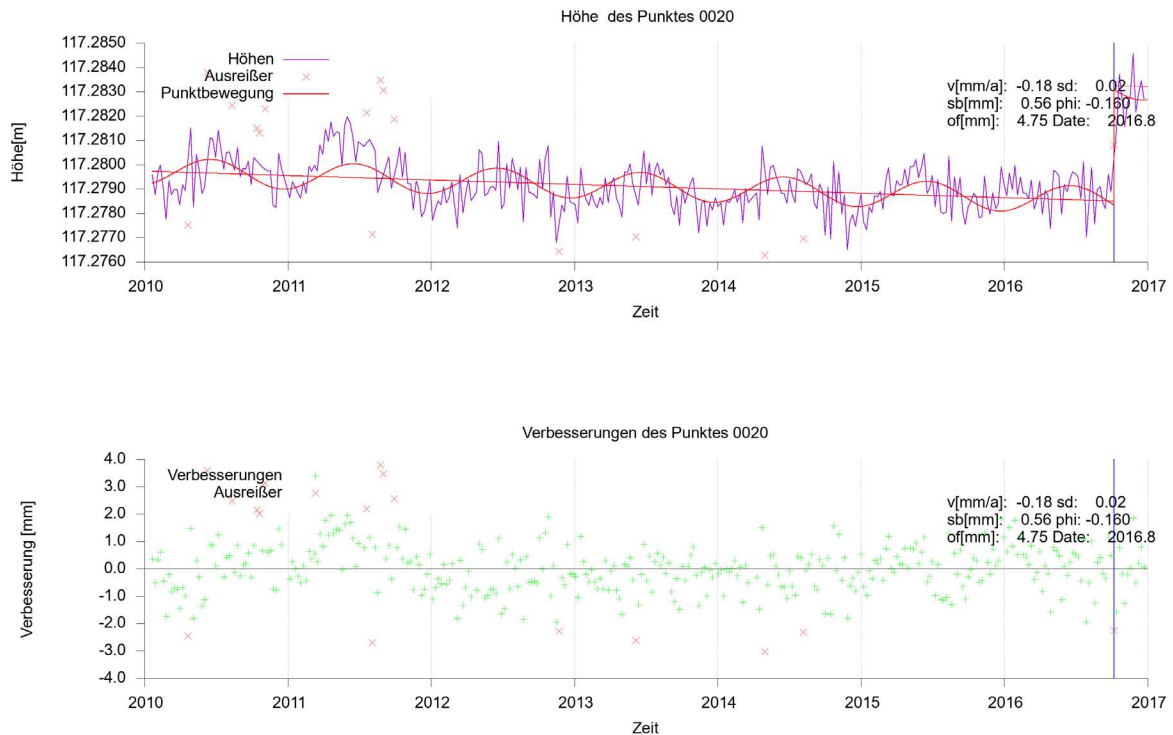 Höhe des Punktes 0020
117.2850
117.2840
117.2830
117.2820
117.2810
117.2800
117.2790
117.2780
117.2770
117.2760
Höhe[m]
Höhen
Ausreißer
Punktbewegung
v[mm/a]: -0.18 sd: 0.02
sb[mm]: 0.56 phi: -0.160
of[mm]: 4.75 Date: 2016.8
2010 2011 2012 2013 2014 2015 2016 2017
Zeit
Verbesserungen des Punktes 0020
4.0
3.0
2.0
1.0
0.0
-1.0
-2.0
-3.0
-4.0
Verbesserung [mm]
Verbesserungen
Ausreißer
v[mm/a]: -0.18 sd: 0.02
sb[mm]: 0.56 phi: -0.160
of[mm]: 4.75 Date: 2016.8
2010 2011 2012 2013 2014 2015 2016 2017
Zeit